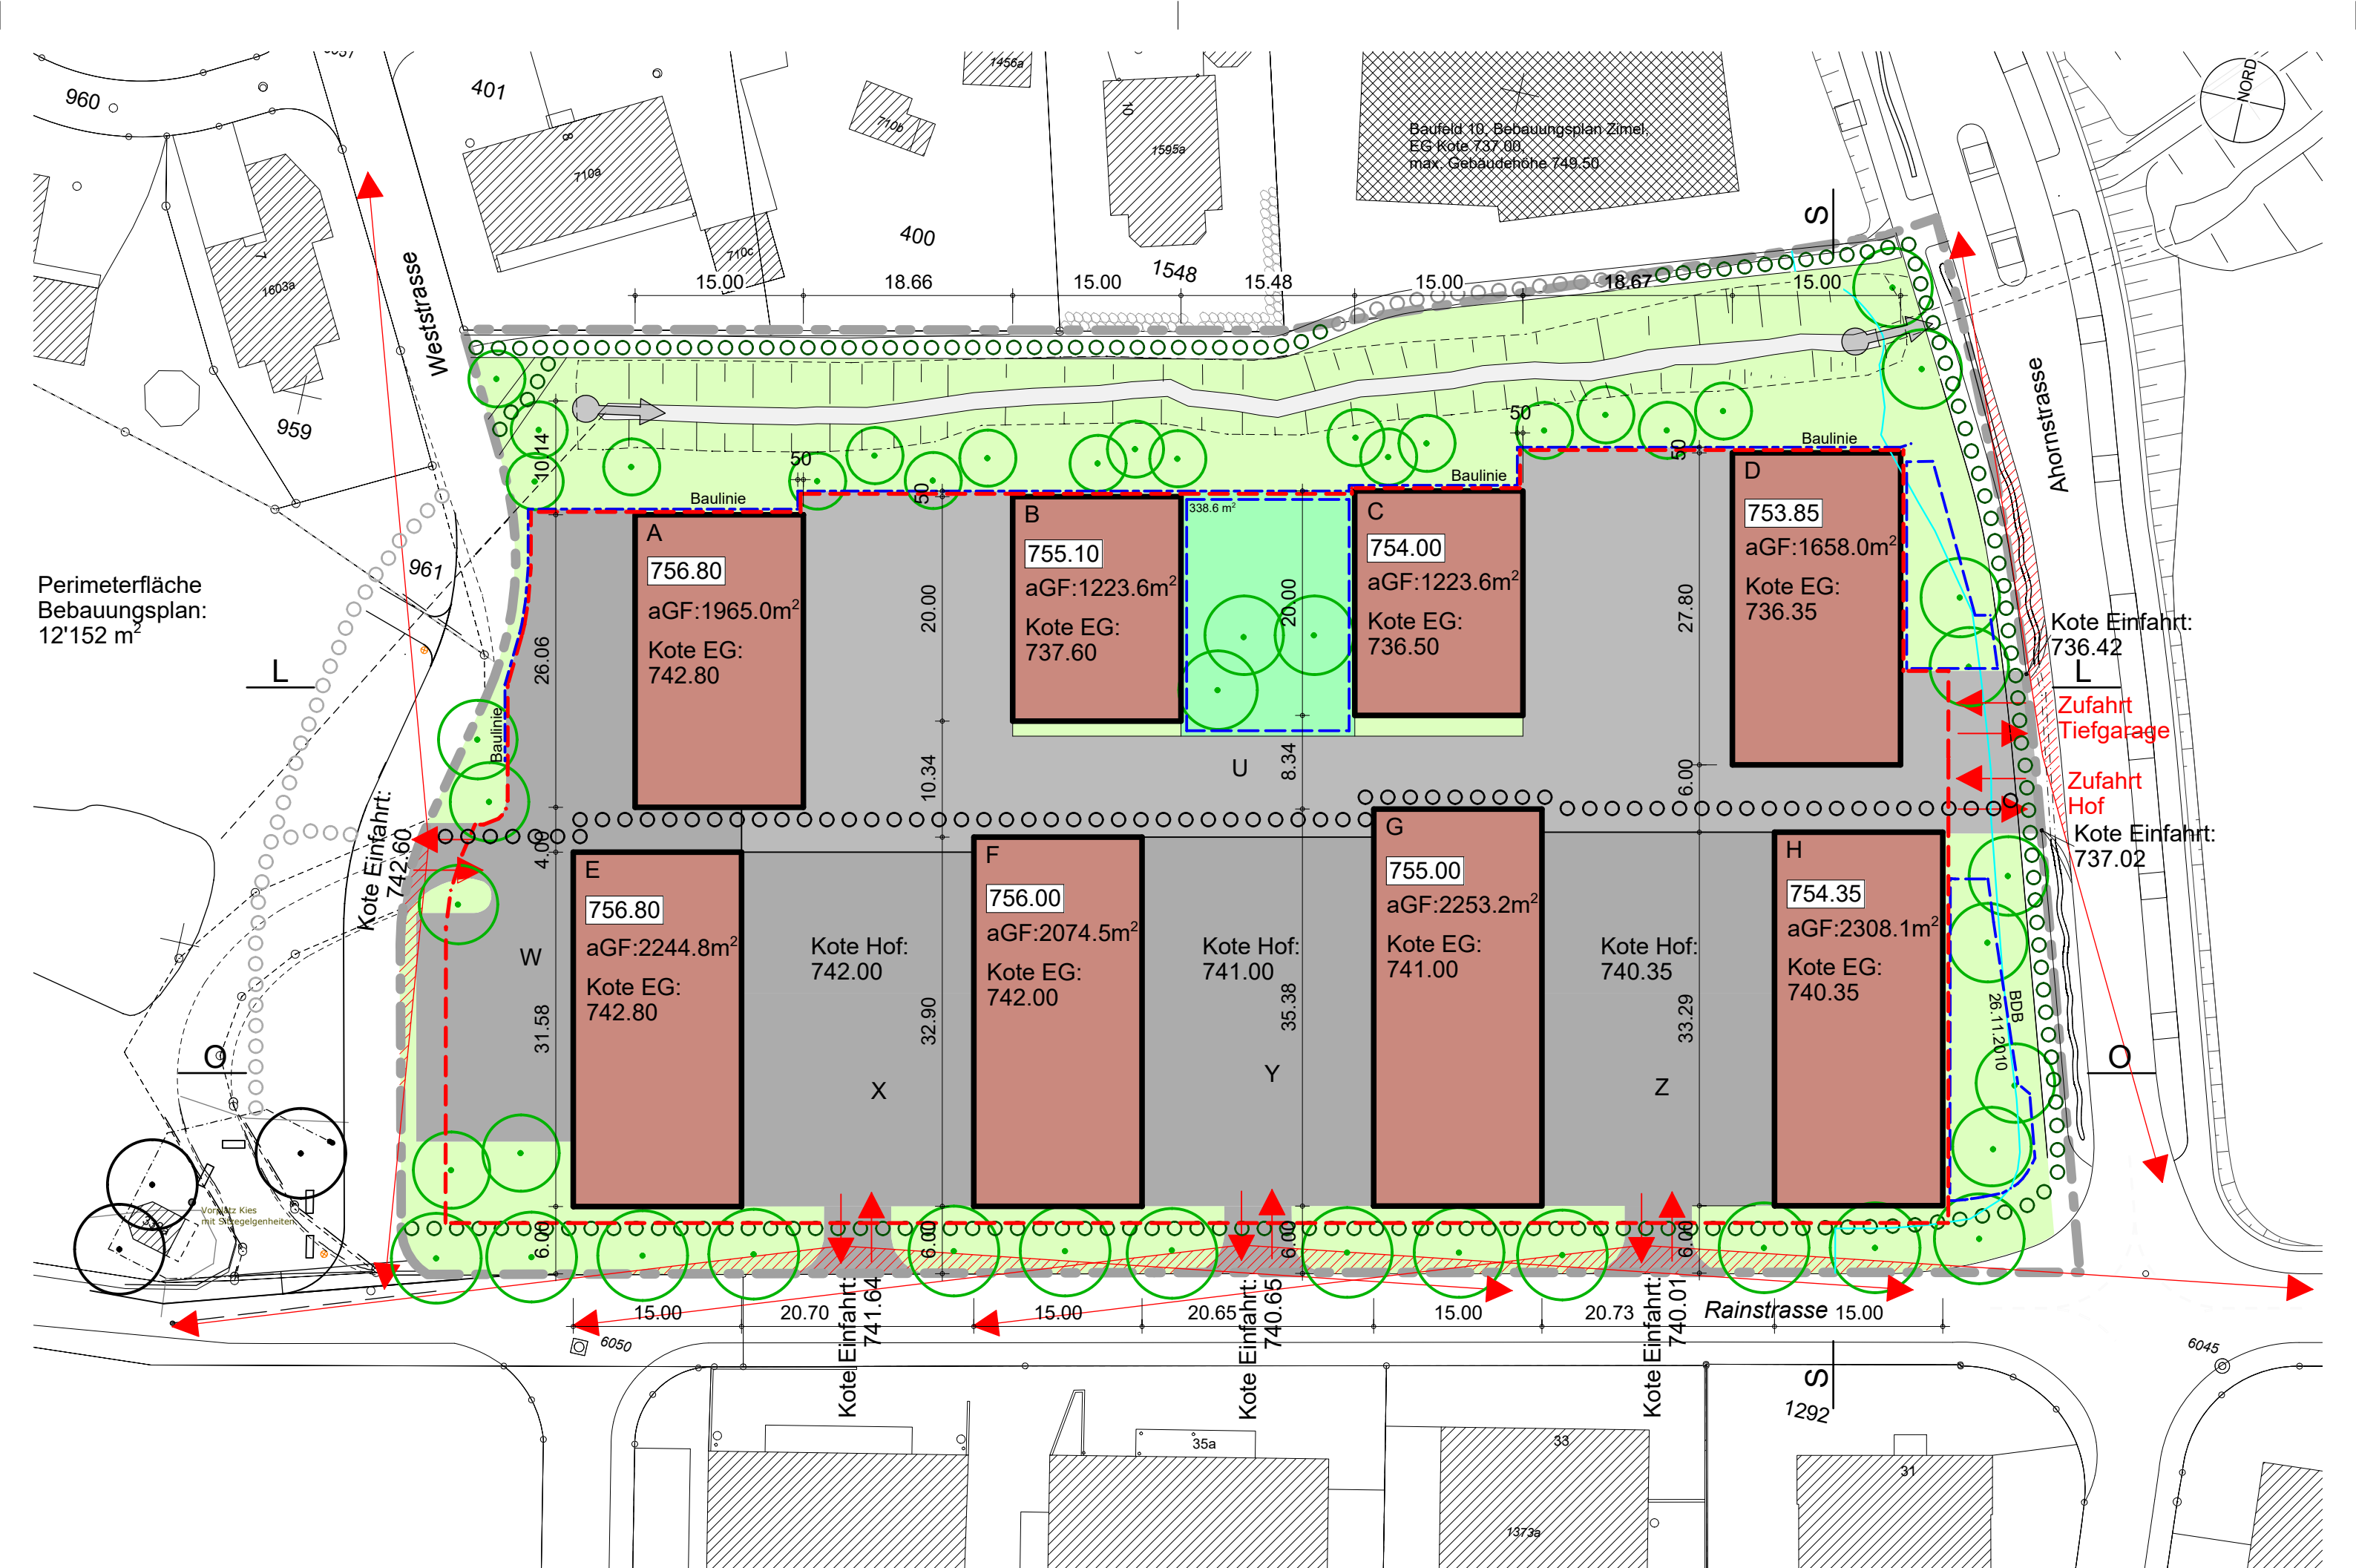 960
401
8
710a
710b
710c
1456a
10
1595a
400
1548
Baufeld 10, Bebauungsplan Zimel,
EG Kote 737.00,
max. Gebäudehöhe 749.50
S
NORD
7
1603a
959
961
Weststrasse
Ahornstrasse
15.00
18.66
15.00
15.48
15.00
18.67
15.00
10.14
50
50
50
50
Baulinie
Baulinie
Baulinie
Baulinie
Perimeterfläche
Bebauungsplan:
12'152 m2
L
A
756.80
aGF:1965.0m2
Kote EG:
742.80
B
755.10
aGF:1223.6m2
Kote EG:
737.60
338.6 m2
C
754.00
aGF:1223.6m2
Kote EG:
736.50
D
753.85
aGF:1658.0m2
Kote EG:
736.35
26.06
20.00
20.00
27.80
Kote Einfahrt:
736.42
L
Zufahrt
Tiefgarage
Zufahrt
Hof
Kote Einfahrt:
737.02
U
10.34
8.34
6.00
4.00
Kote Einfahrt:
742.60
E
756.80
aGF:2244.8m2
Kote EG:
742.80
F
756.00
aGF:2074.5m2
Kote EG:
742.00
G
755.00
aGF:2253.2m2
Kote EG:
741.00
H
754.35
aGF:2308.1m2
Kote EG:
740.35
W
Kote Hof:
742.00
Kote Hof:
741.00
Kote Hof:
740.35
31.58
32.90
35.38
33.29
X
Y
Z
BDB
26.11.2010
O
O
Vorplatz Kies
mit Sitzgelegenheiten
6.00
6.00
6.00
6.00
Kote Einfahrt:
741.64
Kote Einfahrt:
740.65
Kote Einfahrt:
740.01
15.00
20.70
15.00
20.65
15.00
20.73
15.00
Rainstrasse
6050
6045
S
1292
35a
33
31
1373a